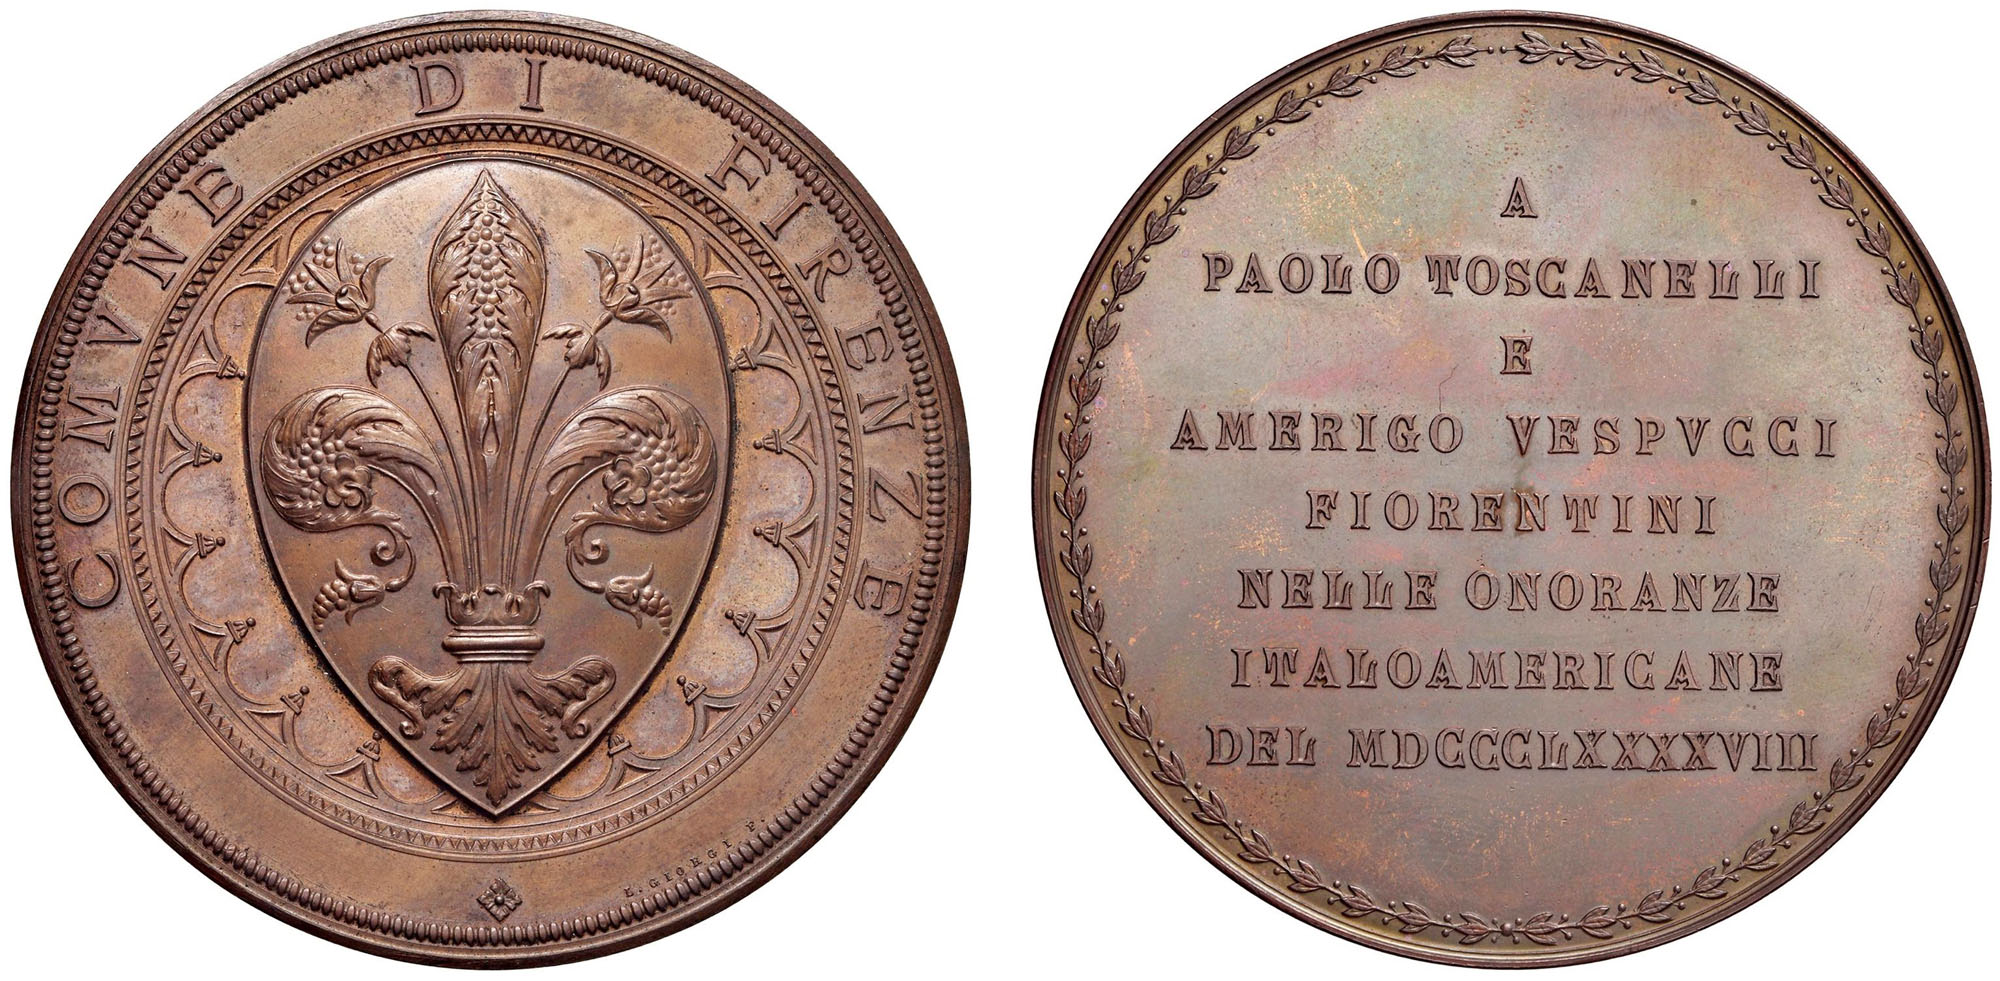 COMVNE DI FIRENZE
E. GIORGI F.
A
PAOLO TOSCANELLI
E
AMERIGO VESPVCCI
FIORENTINI
NELLE ONORANZE
ITALOAMERICANE
DEL MDCCCLXXXXVIII